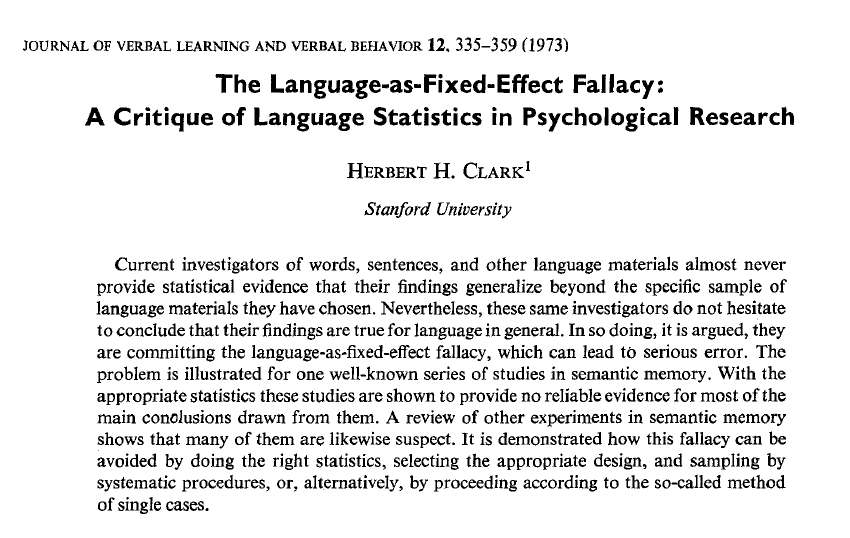 JOURNAL OF VERBAL LEARNING AND VERBAL BEHAVIOR 12, 335–359 (1973)
The Language-as-Fixed-Effect Fallacy:
A Critique of Language Statistics in Psychological Research
HERBERT H. CLARK¹
Stanford University
Current investigators of words, sentences, and other language materials almost never
provide statistical evidence that their findings generalize beyond the specific sample of
language materials they have chosen. Nevertheless, these same investigators do not hesitate
to conclude that their findings are true for language in general. In so doing, it is argued, they
are committing the language-as-fixed-effect fallacy, which can lead to serious error. The
problem is illustrated for one well-known series of studies in semantic memory. With the
appropriate statistics these studies are shown to provide no reliable evidence for most of the
main conclusions drawn from them. A review of other experiments in semantic memory
shows that many of them are likewise suspect. It is demonstrated how this fallacy can be
avoided by doing the right statistics, selecting the appropriate design, and sampling by
systematic procedures, or, alternatively, by proceeding according to the so-called method
of single cases.